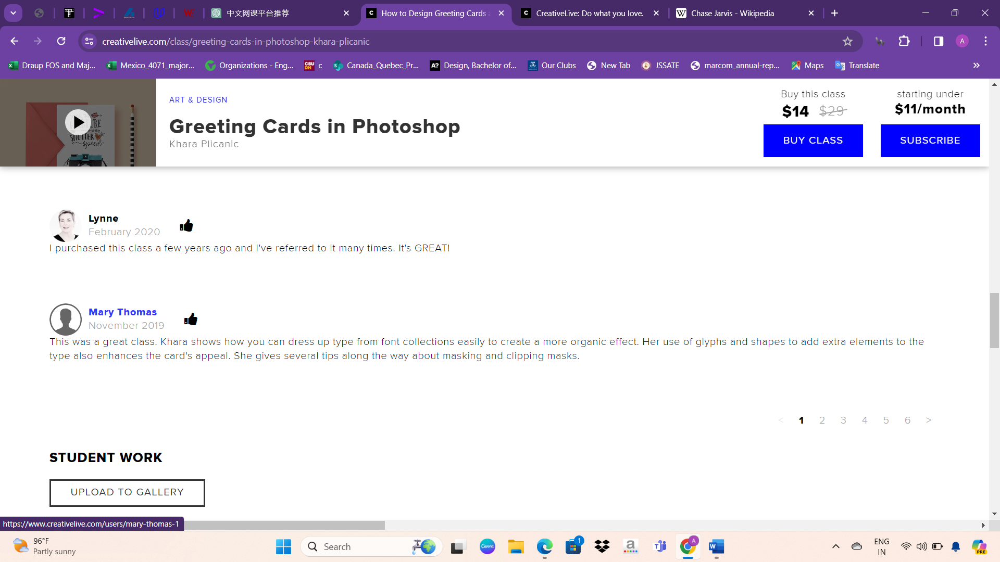 中文网课平台推荐
How to Design Greeting Cards
CreativeLive: Do what you love.
Chase Jarvis - Wikipedia
creativelive.com/class/greeting-cards-in-photoshop-khara-plicanic
A
Draup FOS and Maj...
Mexico_4071_major...
Organizations - Eng...
CSU DH
c
Canada_Quebec_Pr...
A?
Design, Bachelor of...
Our Clubs
New Tab
JSSATE
marcom_annual-rep...
Maps
Translate
SHUTTER
speed
ART & DESIGN
Greeting Cards in Photoshop
Khara Plicanic
Buy this class
$14 $29
BUY CLASS
starting under
$11/month
SUBSCRIBE
Lynne
February 2020
I purchased this class a few years ago and I've referred to it many times. It's GREAT!
Mary Thomas
November 2019
This was a great class. Khara shows how you can dress up type from font collections easily to create a more organic effect. Her use of glyphs and shapes to add extra elements to the
type also enhances the card's appeal. She gives several tips along the way about masking and clipping masks.
< 1 2 3 4 5 6 >
STUDENT WORK
UPLOAD TO GALLERY
https://www.creativelive.com/users/mary-thomas-1
96°F
Partly sunny
Search
Canva
1
a
A
W
ENG
IN
PRE